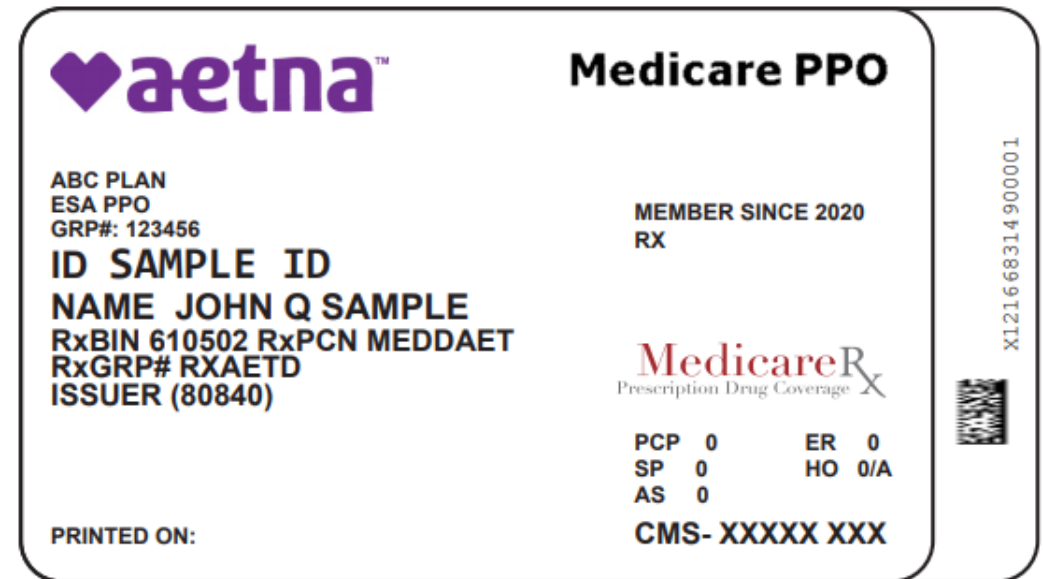 aetna™
Medicare PPO
ABC PLAN
ESA PPO
GRP#: 123456
ID SAMPLE ID
NAME JOHN Q SAMPLE
RxBIN 610502 RxPCN MEDDAET
RxGRP# RXAETD
ISSUER (80840)
PRINTED ON:
MEMBER SINCE 2020
RX
MedicareRx
Prescription Drug Coverage
PCP 0 ER 0
SP 0 HO 0/A
AS 0
CMS- XXXXX XXX
X121668314900001